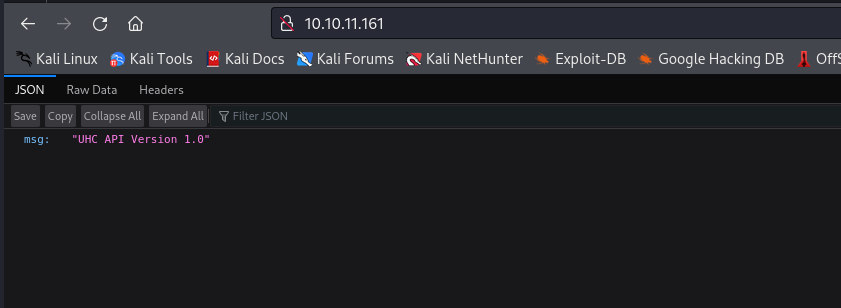 10.10.11.161
Kali Linux Kali Tools Kali Docs Kali Forums Kali NetHunter Exploit-DB Google Hacking DB OffS
JSON Raw Data Headers
Save Copy Collapse All Expand All Filter JSON
msg: "UHC API Version 1.0"